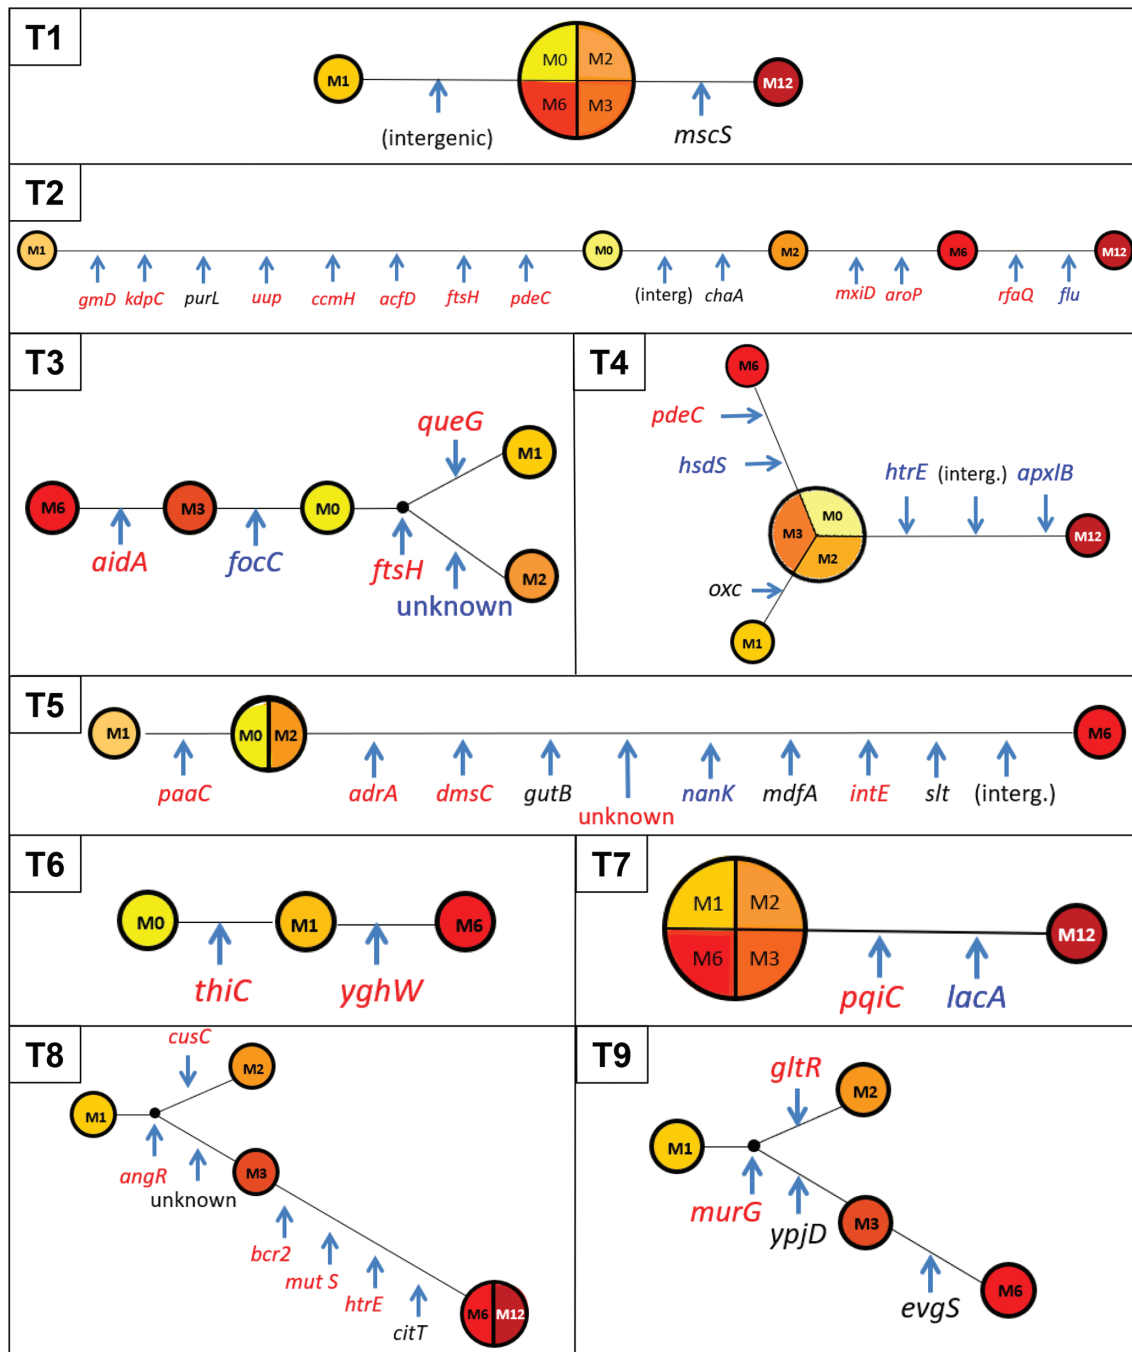 T1
M1
M0
M2
M6
M3
M12
(intergenic)
mscS
T2
M1
M0
M2
M6
M12
gmD
kdpC
purL
uup
ccmH
acfD
ftsH
pdeC
(interg)
chaA
mxiD
aroP
rfaQ
flu
T3
queG
M1
M6
M3
M0
aidA
focC
ftsH
M2
unknown
T4
M6
pdeC
hsdS
htrE
(interg.)
apxIB
M0
M3
M2
M12
oxc
M1
T5
M1
M0
M2
M6
paaC
adrA
dmsC
gutB
unknown
nanK
mdfA
intE
slt
(interg.)
T6
M0
M1
M6
thiC
yghW
T7
M1
M2
M6
M3
M12
pqiC
lacA
T8
cusC
M2
M1
angR
unknown
M3
bcr2
mut S
htrE
citT
M6
M12
T9
gltR
M2
M1
murG
ypjD
M3
evgS
M6